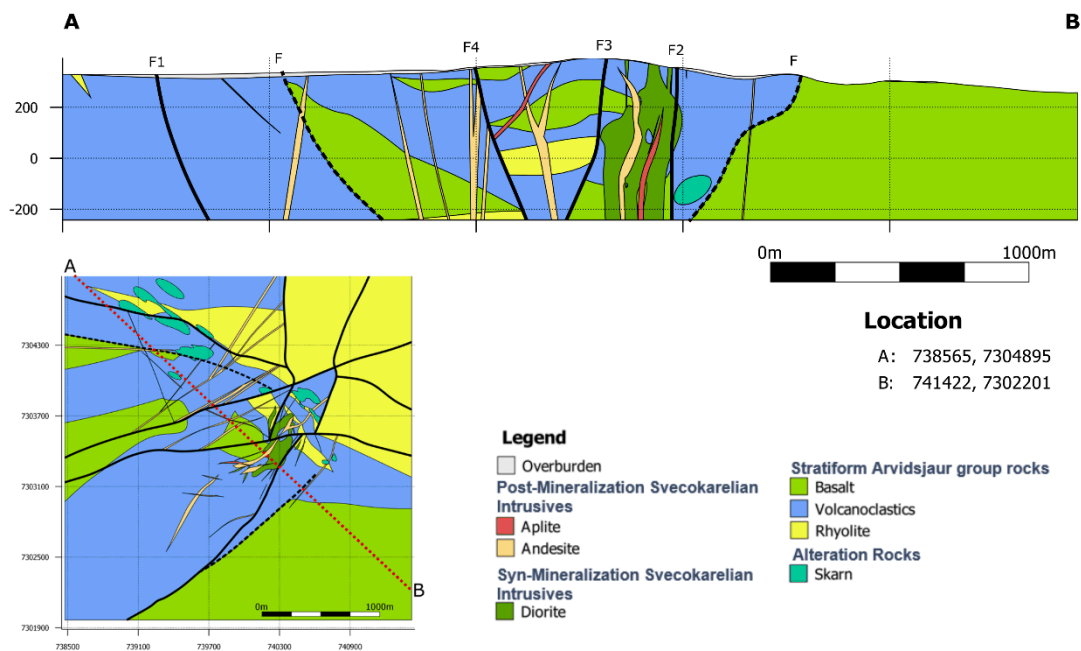 A
B
F1
F
F4
F3
F2
F
200
0
-200
0m
1000m
A
7304300
7303700
7303100
7302500
7301900
B
0m
1000m
738500
739100
739700
740300
740900
Location
A: 738565, 7304895
B: 741422, 7302201
Legend
Overburden
Post-Mineralization Svecokarelian
Intrusives
Aplite
Andesite
Syn-Mineralization Svecokarelian
Intrusives
Diorite
Stratiform Arvidsjaur group rocks
Basalt
Volcanoclastics
Rhyolite
Alteration Rocks
Skarn